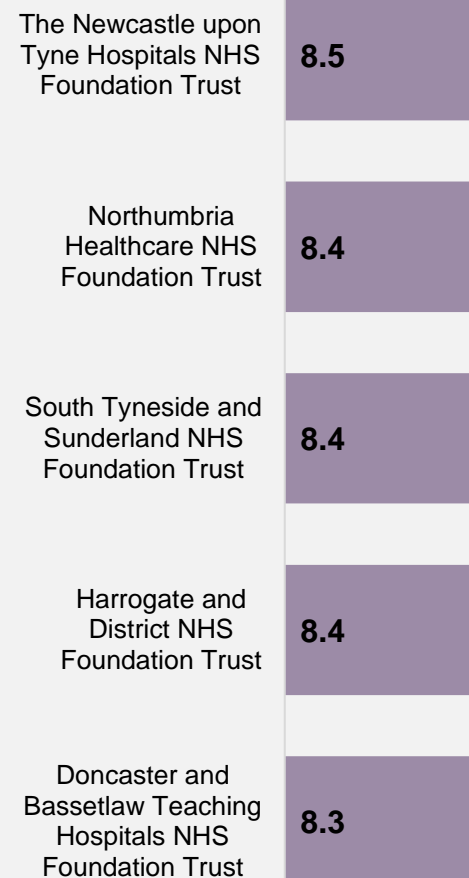 The Newcastle upon
Tyne Hospitals NHS
Foundation Trust
8.5
Northumbria
Healthcare NHS
Foundation Trust
8.4
South Tyneside and
Sunderland NHS
Foundation Trust
8.4
Harrogate and
District NHS
Foundation Trust
8.4
Doncaster and
Bassetlaw Teaching
Hospitals NHS
Foundation Trust
8.3